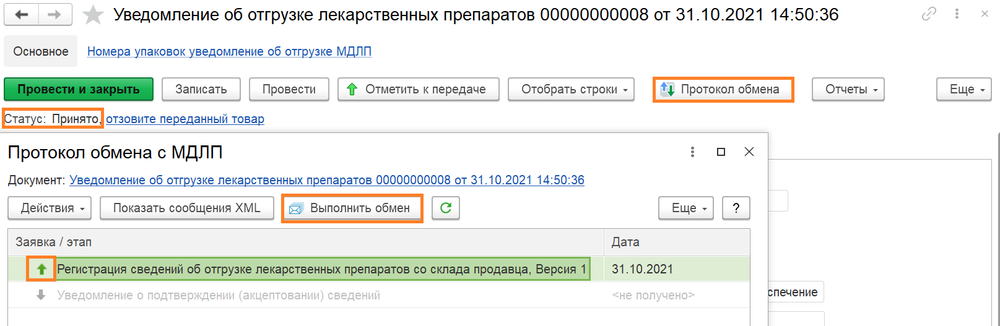 Уведомление об отгрузке лекарственных препаратов 00000000008 от 31.10.2021 14:50:36
Основное Номера упаковок уведомление об отгрузке МДЛП
Провести и закрыть Записать Провести Отметить к передаче Отобрать строки Протокол обмена Отчеты Еще
Статус: Принято, отзовите переданный товар
Протокол обмена с МДЛП
Документ: Уведомление об отгрузке лекарственных препаратов 00000000008 от 31.10.2021 14:50:36
Действия Показать сообщения XML Выполнить обмен Еще ?
Заявка / этап Дата
Регистрация сведений об отгрузке лекарственных препаратов со склада продавца, Версия 1 31.10.2021
Уведомление о подтверждении (акцептовании) сведений <не получено>
спечение